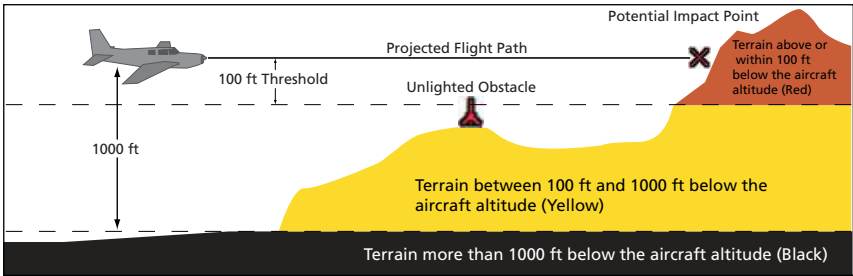 Potential Impact Point
Projected Flight Path
Terrain above or
within 100 ft
below the aircraft
altitude (Red)
100 ft Threshold
Unlighted Obstacle
1000 ft
Terrain between 100 ft and 1000 ft below the
aircraft altitude (Yellow)
Terrain more than 1000 ft below the aircraft altitude (Black)